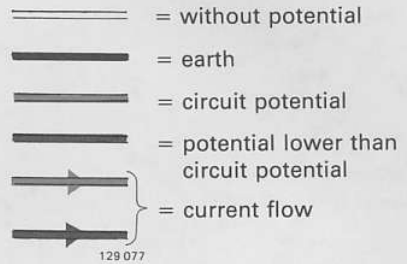 = without potential
= earth
= circuit potential
= potential lower than
circuit potential
= current flow
129 077